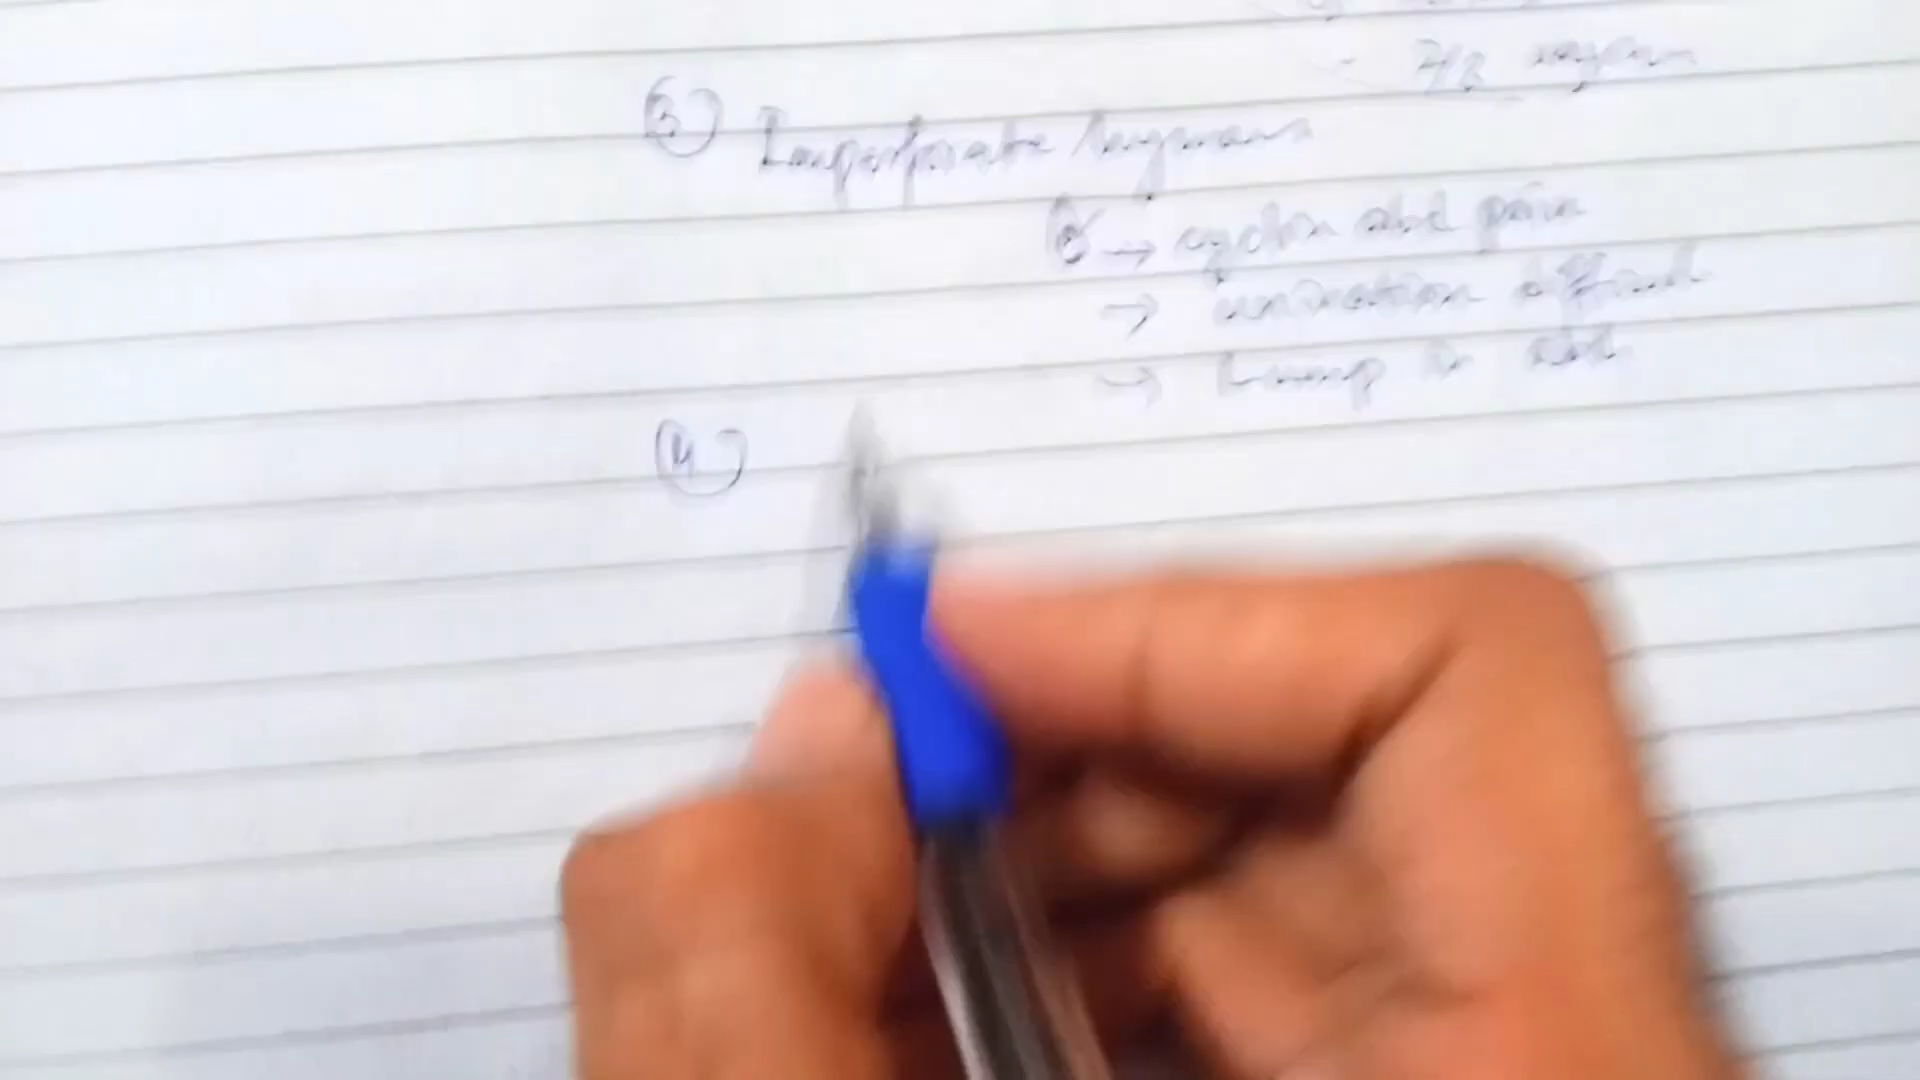 ③ Imperforate hymen
→ cyclic abd pain
→ urination difficult
→ Lump in abd
④